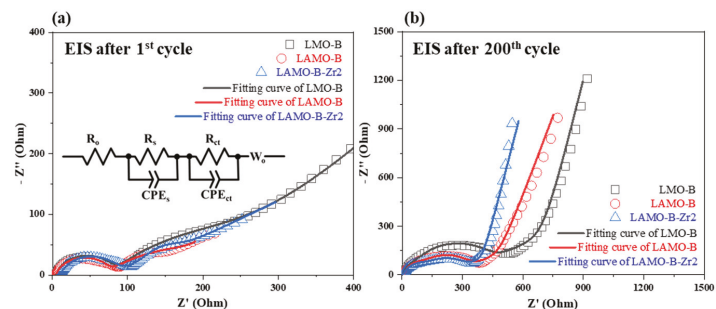 (a)
EIS after 1st cycle
LMO-B
LAMO-B
LAMO-B-Zr2
Fitting curve of LMO-B
Fitting curve of LAMO-B
Fitting curve of LAMO-B-Zr2
Ro
Rs
Rct
Wo
CPEs
CPEct
- Z'' (Ohm)
-400
-300
-200
-100
0
0 100 200 300 400
Z' (Ohm)
(b)
EIS after 200th cycle
LMO-B
LAMO-B
LAMO-B-Zr2
Fitting curve of LMO-B
Fitting curve of LAMO-B
Fitting curve of LAMO-B-Zr2
- Z'' (Ohm)
-1500
-1200
-900
-600
-300
0
0 300 600 900 1200 1500
Z' (Ohm)